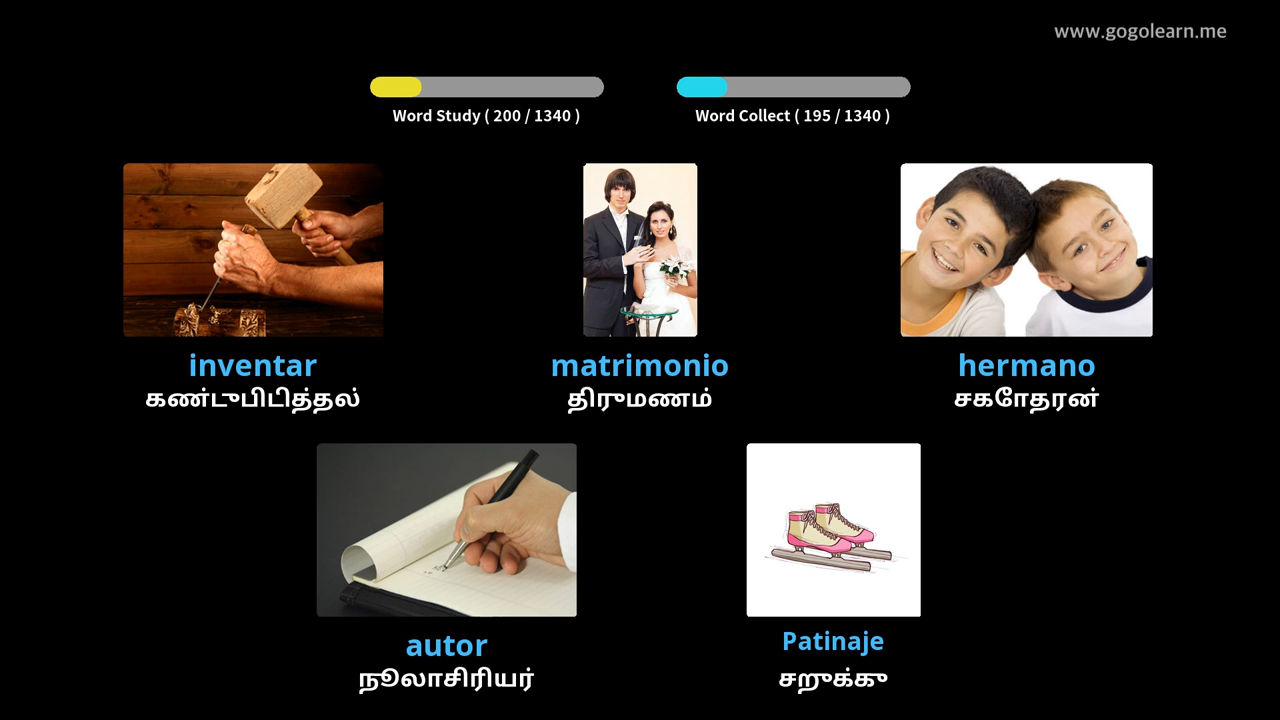 www.gogolearn.me
Word Study ( 200 / 1340 )
Word Collect ( 195 / 1340 )
inventar
கண்டுபிடித்தல்
matrimonio
திருமணம்
hermano
சகோதரன்
autor
நூலாசிரியர்
Patinaje
சறுக்கு